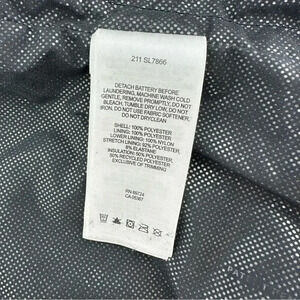 211 SL7866
DETACH BATTERY BEFORE
LAUNDERING, MACHINE WASH COLD
GENTLE, REMOVE PROMPTLY, DO NOT
BLEACH, TUMBLE DRY LOW, DO NOT
IRON, DO NOT USE FABRIC SOFTENER,
DO NOT DRYCLEAN
SHELL: 100% POLYESTER
LINING: 100% POLYESTER
LOWER LINING: 100% NYLON
STRETCH LINING: 92% POLYESTER,
8% ELASTANE
INSULATION: 50% POLYESTER
50% RECYCLED POLYESTER
EXCLUSIVE OF TRIMMING
RN 69724
CA 05367